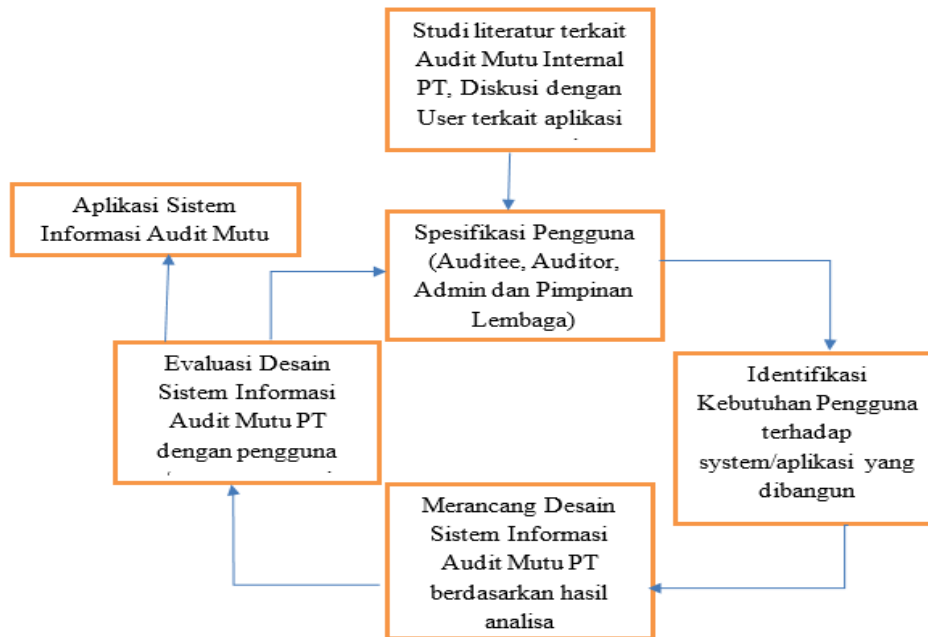 Studi literatur terkait
Audit Mutu Internal
PT, Diskusi dengan
User terkait aplikasi
Aplikasi Sistem
Informasi Audit Mutu
Spesifikasi Pengguna
(Auditee, Auditor,
Admin dan Pimpinan
Lembaga)
Evaluasi Desain
Sistem Informasi
Audit Mutu PT
dengan pengguna
Identifikasi
Kebutuhan Pengguna
terhadap
system/aplikasi yang
dibangun
Merancang Desain
Sistem Informasi
Audit Mutu PT
berdasarkan hasil
analisa